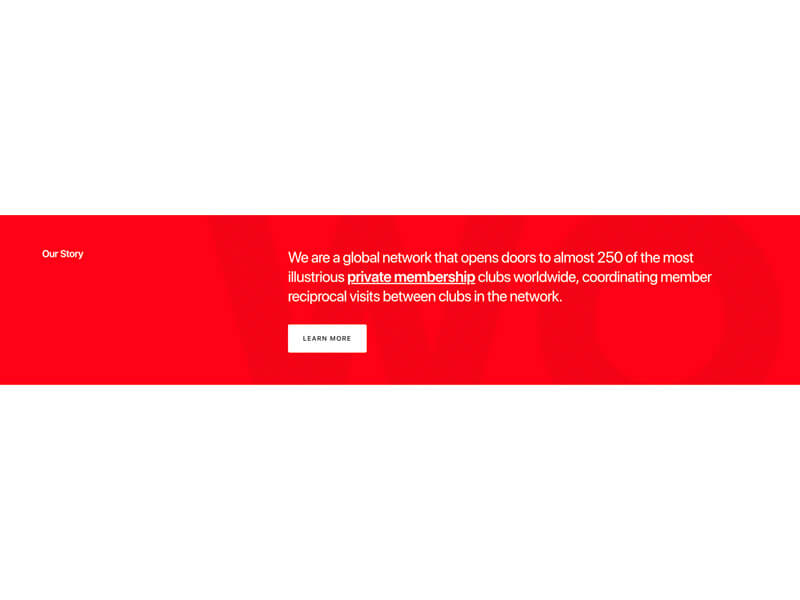 Our Story
We are a global network that opens doors to almost 250 of the most
illustrious private membership clubs worldwide, coordinating member
reciprocal visits between clubs in the network.
LEARN MORE